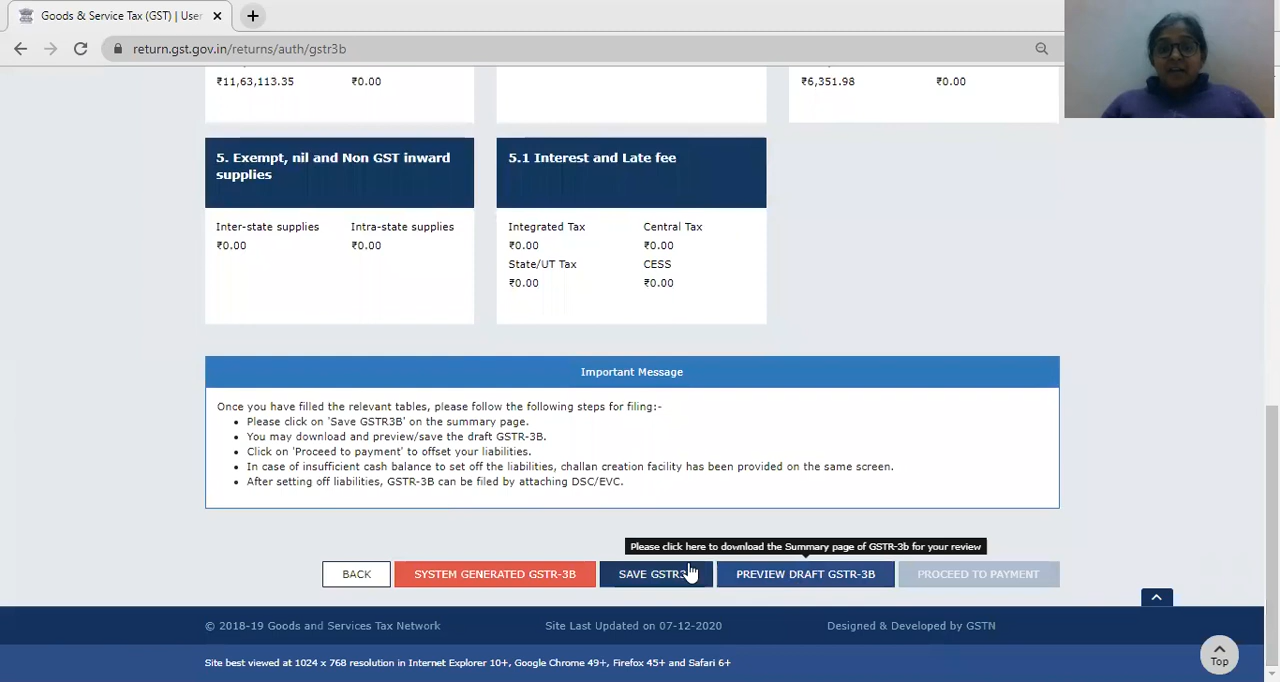 Goods & Service Tax (GST) | User
return.gst.gov.in/returns/auth/gstr3b
₹11,63,113.35 ₹0.00 ₹6,351.98 ₹0.00
5. Exempt, nil and Non GST inward
supplies
5.1 Interest and Late fee
Inter-state supplies Intra-state supplies
₹0.00 ₹0.00
Integrated Tax Central Tax
₹0.00 ₹0.00
State/UT Tax CESS
₹0.00 ₹0.00
Important Message
Once you have filled the relevant tables, please follow the following steps for filing:-
• Please click on 'Save GSTR3B' on the summary page.
• You may download and preview/save the draft GSTR-3B.
• Click on 'Proceed to payment' to offset your liabilities.
• In case of insufficient cash balance to set off the liabilities, challan creation facility has been provided on the same screen.
• After setting off liabilities, GSTR-3B can be filed by attaching DSC/EVC.
Please click here to download the Summary page of GSTR-3b for your review
BACK SYSTEM GENERATED GSTR-3B SAVE GSTR3 PREVIEW DRAFT GSTR-3B PROCEED TO PAYMENT
© 2018-19 Goods and Services Tax Network Site Last Updated on 07-12-2020 Designed & Developed by GSTN
Site best viewed at 1024 x 768 resolution in Internet Explorer 10+, Google Chrome 49+, Firefox 45+ and Safari 6+
Top